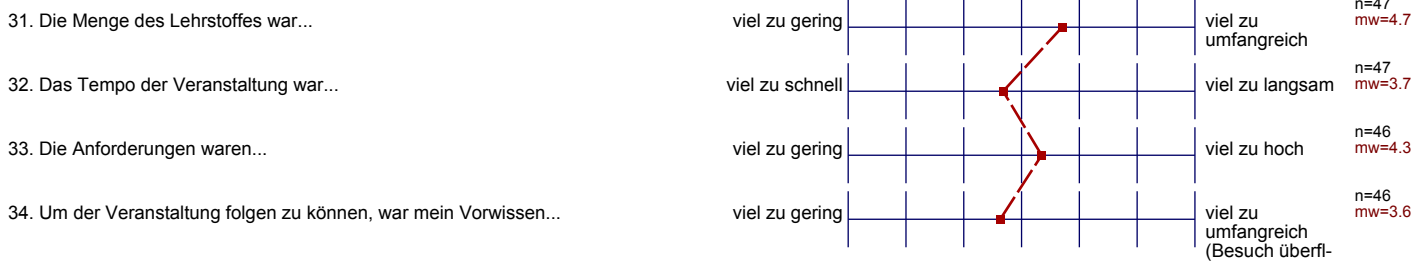 n=47
31. Die Menge des Lehrstoffes war... viel zu gering viel zu mw=4.7
umfangreich
n=47
32. Das Tempo der Veranstaltung war... viel zu schnell viel zu langsam mw=3.7
n=46
33. Die Anforderungen waren... viel zu gering viel zu hoch mw=4.3
n=46
34. Um der Veranstaltung folgen zu können, war mein Vorwissen... viel zu gering viel zu mw=3.6
umfangreich
(Besuch überfl-